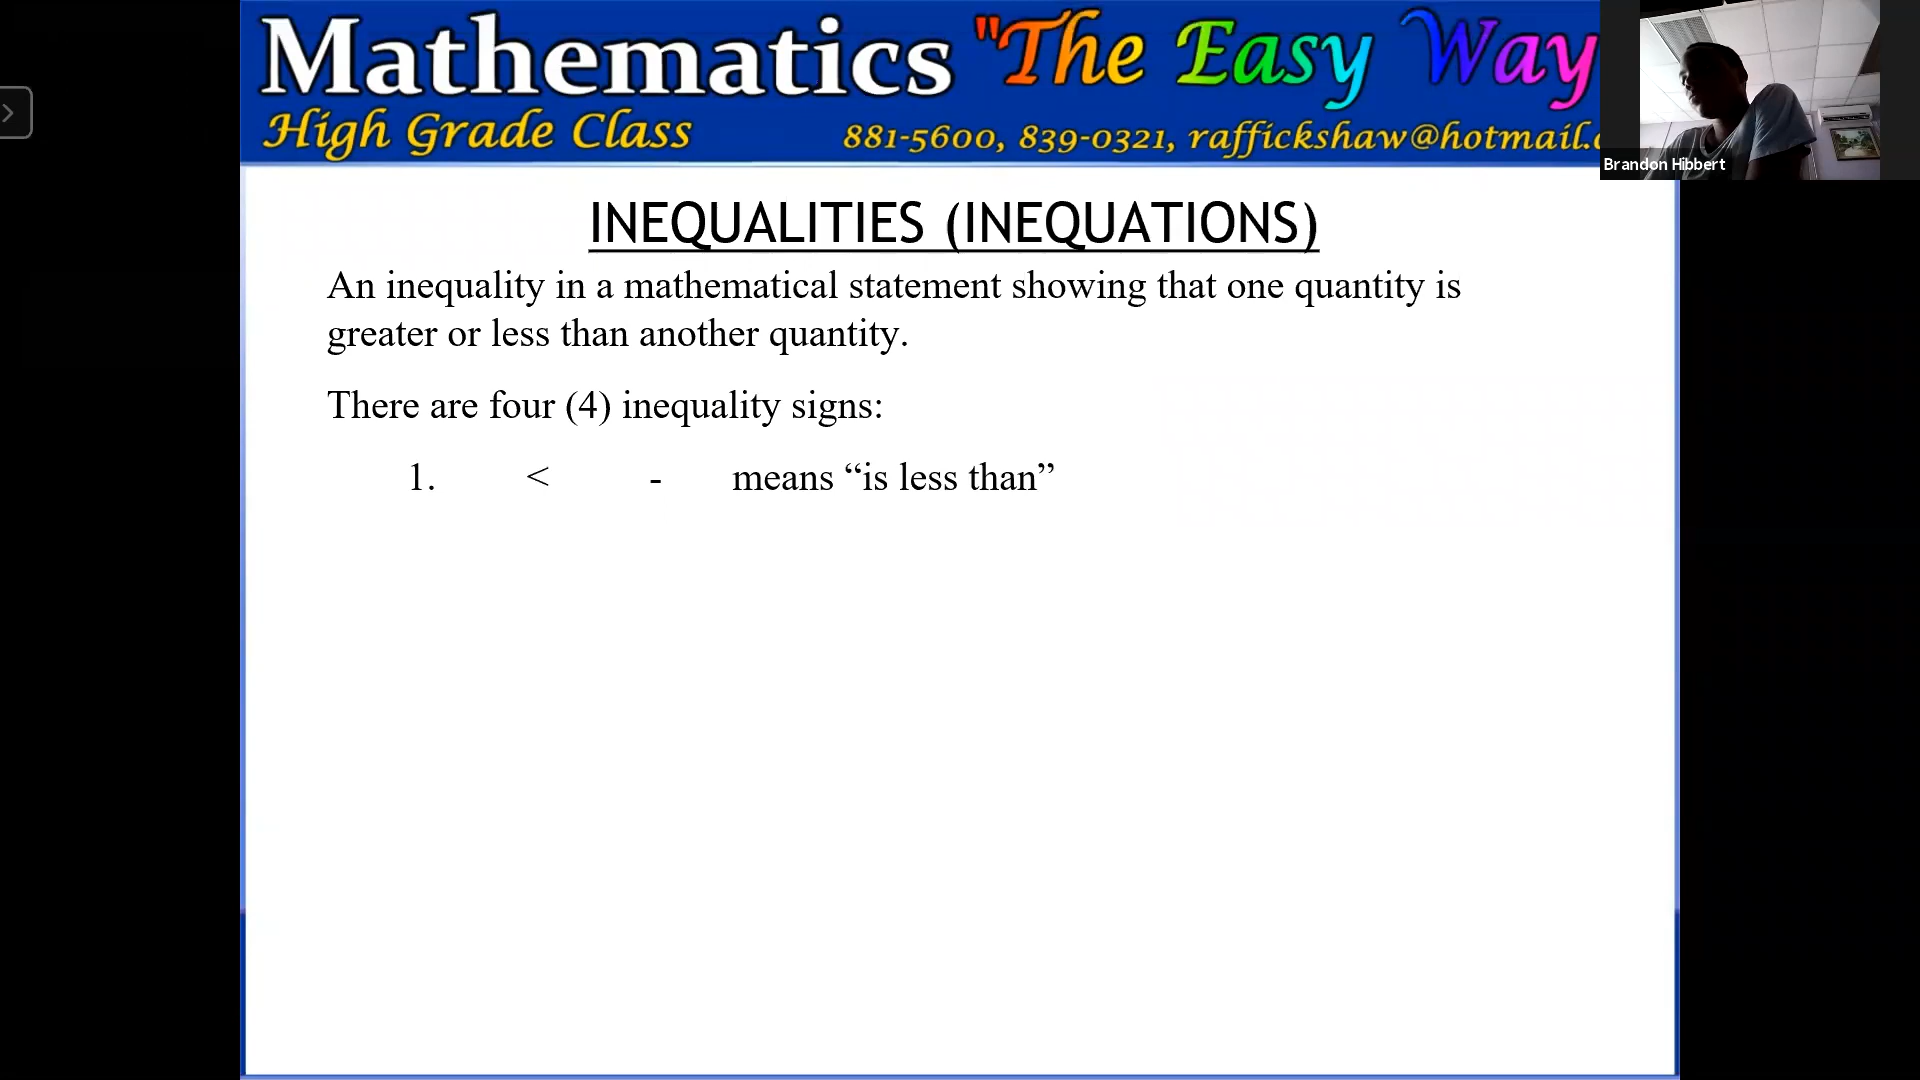 Mathematics "The Easy Way
High Grade Class 881-5600, 839-0321, raffickshaw@hotmail.
Brandon Hibbert
INEQUALITIES (INEQUATIONS)
An inequality in a mathematical statement showing that one quantity is
greater or less than another quantity.
There are four (4) inequality signs:
1. < - means “is less than”